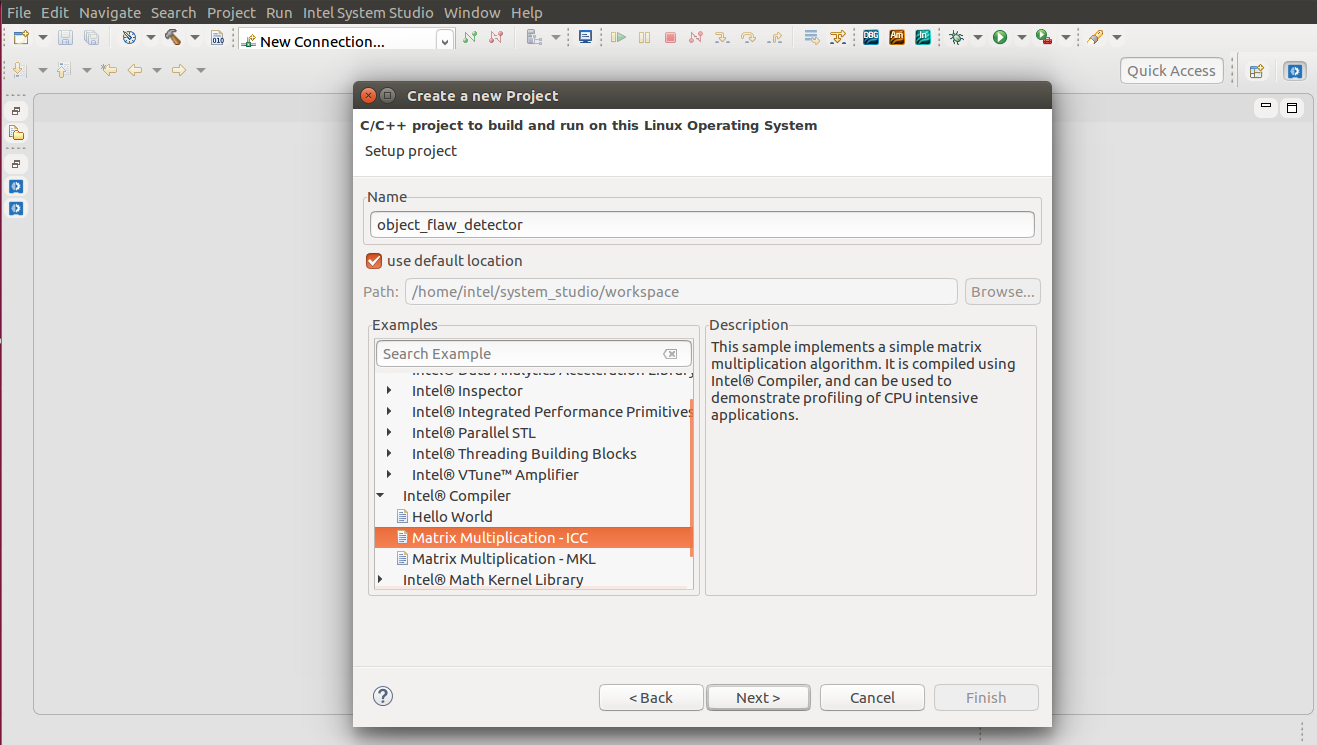 File Edit Navigate Search Project Run Intel System Studio Window Help
New Connection...
010
DBG
Am
In
Quick Access
Create a new Project
C/C++ project to build and run on this Linux Operating System
Setup project
Name
object_flaw_detector
use default location
Path: /home/intel/system_studio/workspace Browse...
Examples
Search Example
Intel® Data Analytics Acceleration Library
Intel® Inspector
Intel® Integrated Performance Primitives
Intel® Parallel STL
Intel® Threading Building Blocks
Intel® VTune™ Amplifier
Intel® Compiler
Hello World
Matrix Multiplication - ICC
Matrix Multiplication - MKL
Intel® Math Kernel Library
Description
This sample implements a simple matrix
multiplication algorithm. It is compiled using
Intel® Compiler, and can be used to
demonstrate profiling of CPU intensive
applications.
?
< Back Next > Cancel Finish